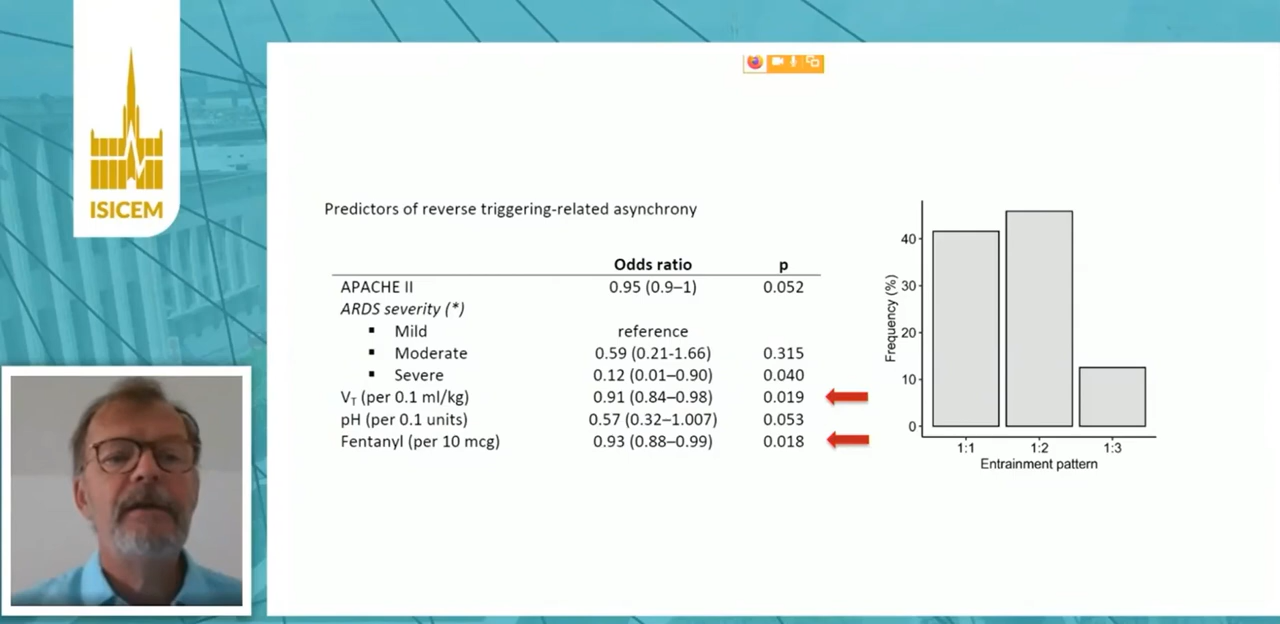 ISICEM
Predictors of reverse triggering-related asynchrony
Odds ratio p
APACHE II 0.95 (0.9–1) 0.052
ARDS severity (*)
▪ Mild reference
▪ Moderate 0.59 (0.21-1.66) 0.315
▪ Severe 0.12 (0.01–0.90) 0.040
VT (per 0.1 ml/kg) 0.91 (0.84–0.98) 0.019
pH (per 0.1 units) 0.57 (0.32–1.007) 0.053
Fentanyl (per 10 mcg) 0.93 (0.88–0.99) 0.018
Frequency (%)
40
30
20
10
0
1:1 1:2 1:3
Entrainment pattern